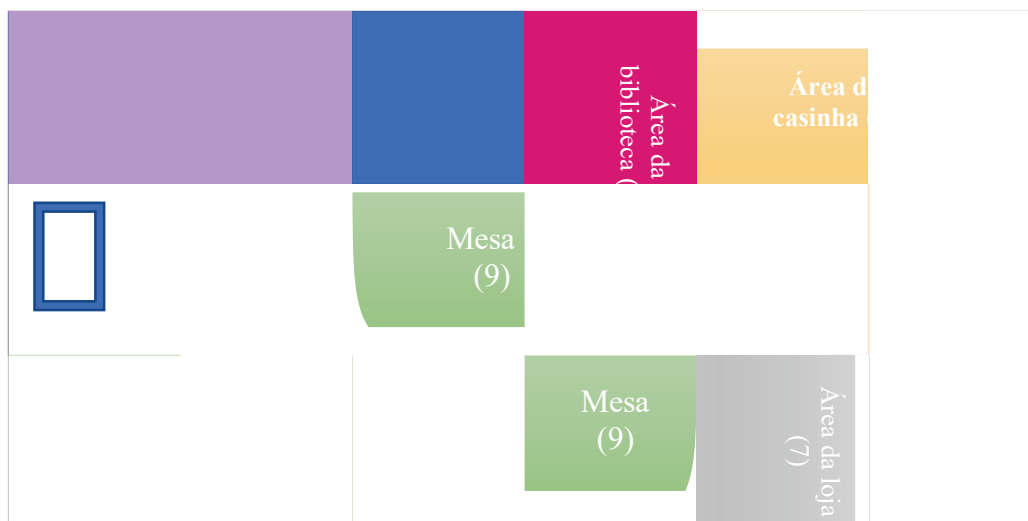 Área da
biblioteca (
Área d
casinha (
Mesa
(9)
Mesa
(9)
Área da loja
(7)